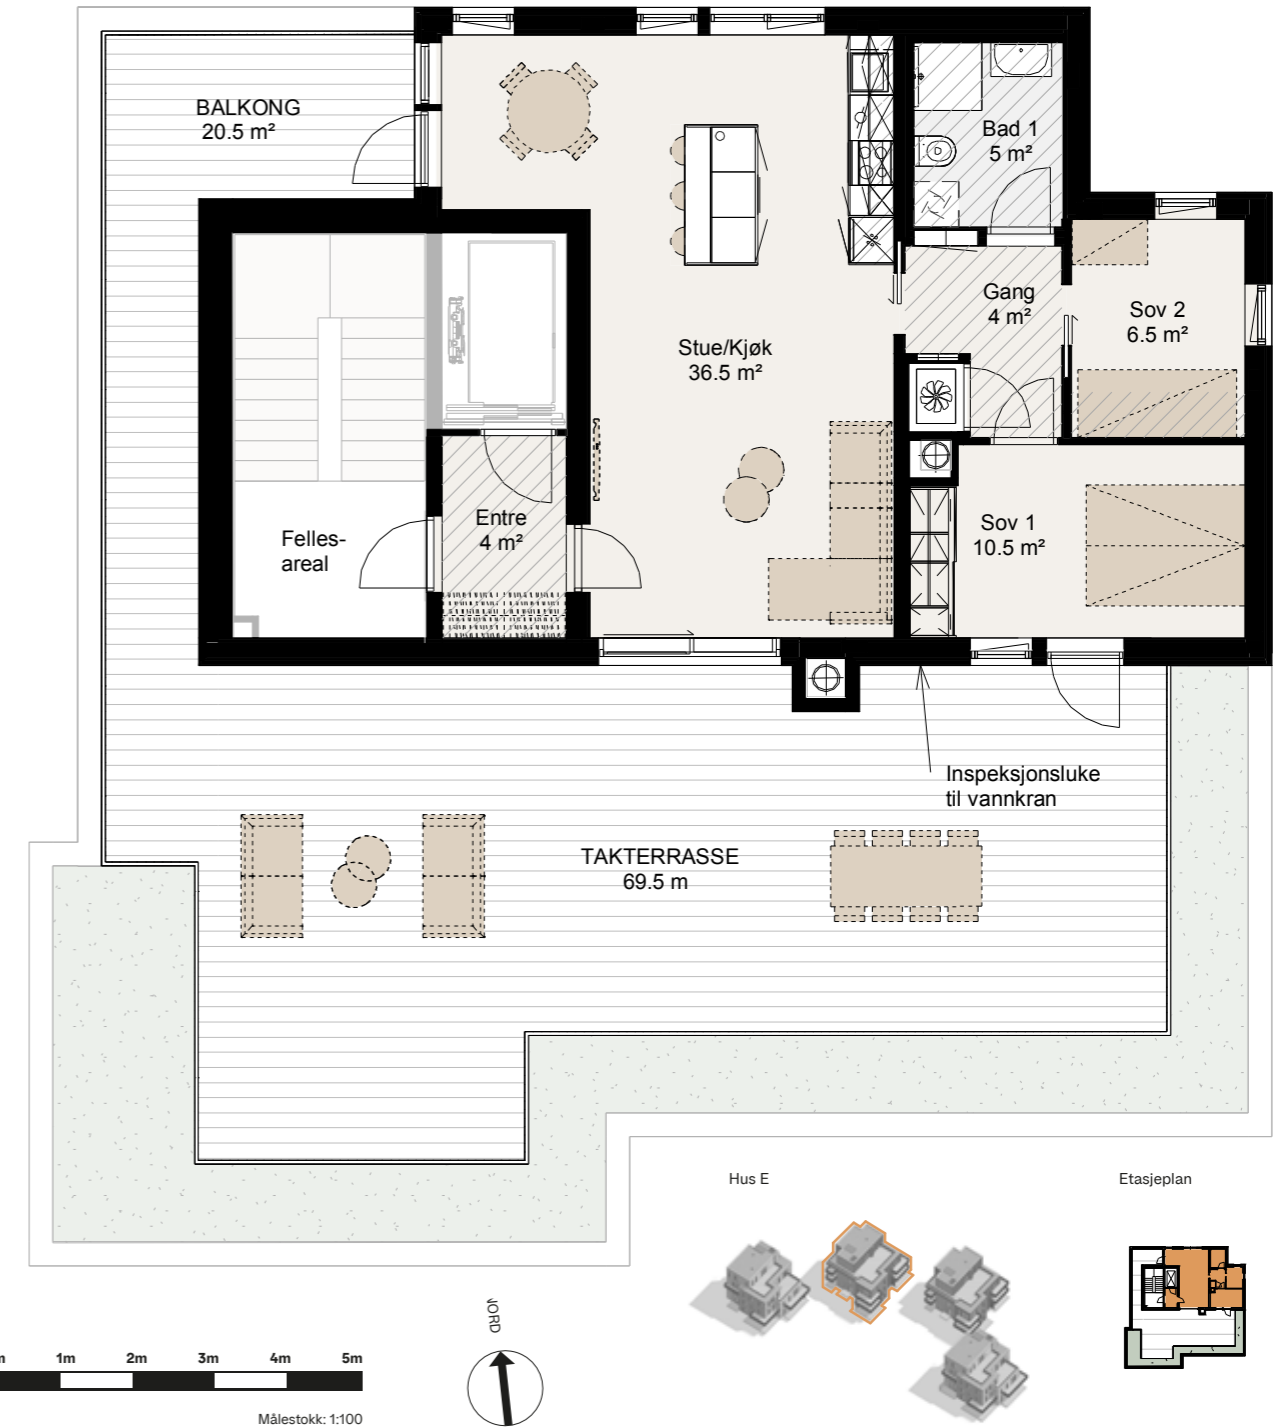 BALKONG
20.5 m²
Bad 1
5 m²
Gang
4 m²
Sov 2
6.5 m²
Stue/Kjøk
36.5 m²
Entre
4 m²
Felles-
areal
Sov 1
10.5 m²
Inspeksjonsluke
til vannkran
TAKTERRASSE
69.5 m
Hus E
Etasjeplan
NORD
m 1m 2m 3m 4m 5m
Målestokk: 1:100